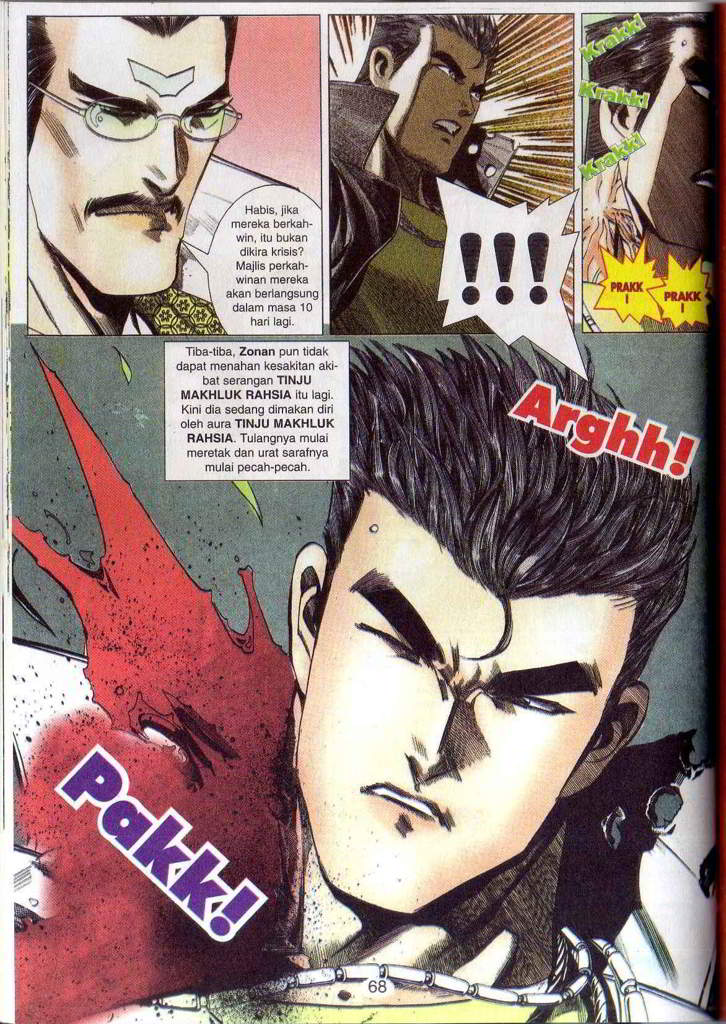 Habis, jika
mereka berkah-
win, itu bukan
dikira krisis?
Majlis perkah-
winan mereka
akan berlangsung
dalam masa 10
hari lagi.
!!!
Krakk!
Krakk!
Krakk!
PRAKK
!
PRAKK
!
Tiba-tiba, Zonan pun tidak
dapat menahan kesakitan aki-
bat serangan TINJU
MAKHLUK RAHSIA itu lagi.
Kini dia sedang dimakan diri
oleh aura TINJU MAKHLUK
RAHSIA. Tulangnya mulai
meretak dan urat sarafnya
mulai pecah-pecah.
Arghh!
Pakk!
68